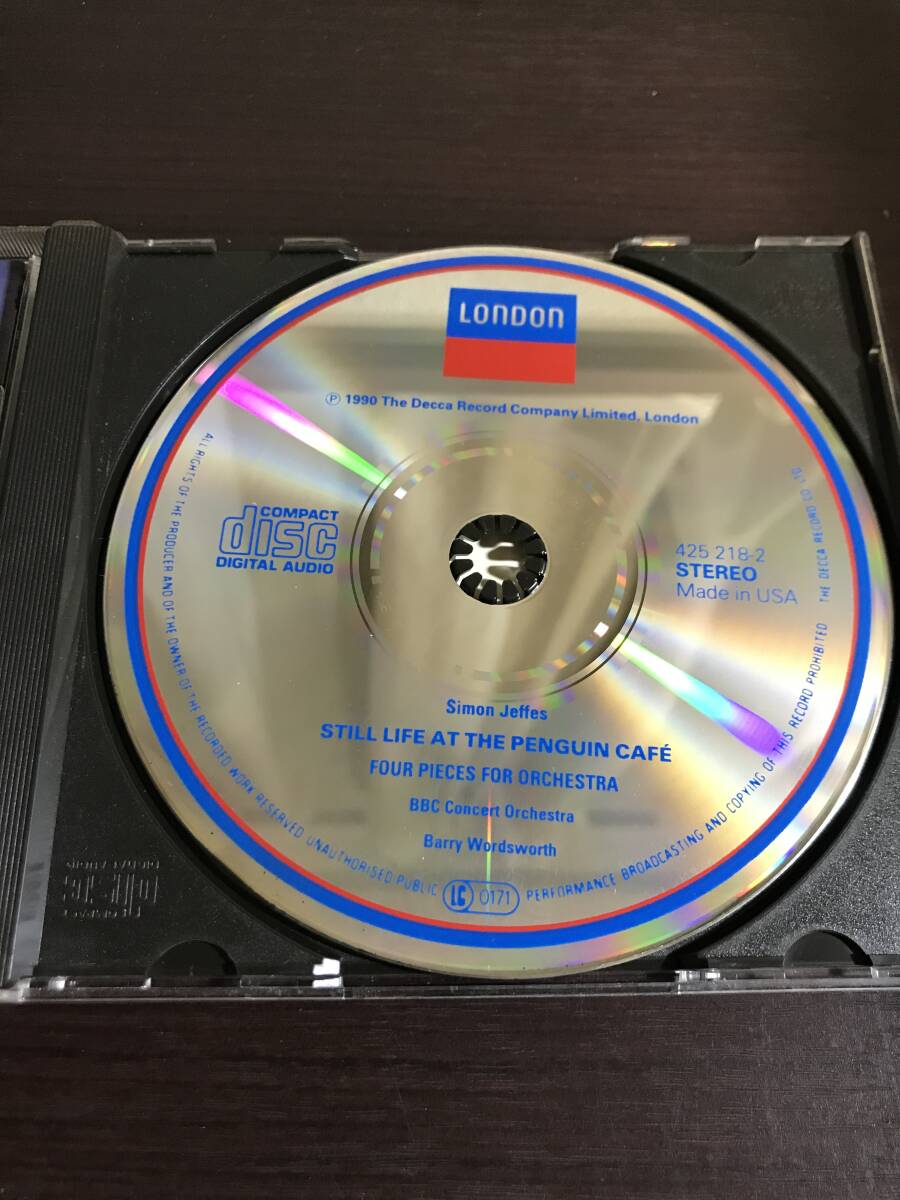 LONDON
℗ 1990 The Decca Record Company Limited, London
COMPACT
disc
DIGITAL AUDIO
425 218-2
STEREO
Made in USA
Simon Jeffes
STILL LIFE AT THE PENGUIN CAFÉ
FOUR PIECES FOR ORCHESTRA
BBC Concert Orchestra
Barry Wordsworth
ALL RIGHTS OF THE PRODUCER AND OF THE OWNER OF THE RECORDED WORK RESERVED UNAUTHORISED PUBLIC LC 0171 PERFORMANCE BROADCASTING AND COPYING OF THIS RECORD PROHIBITED THE DECCA RECORD CO LTD